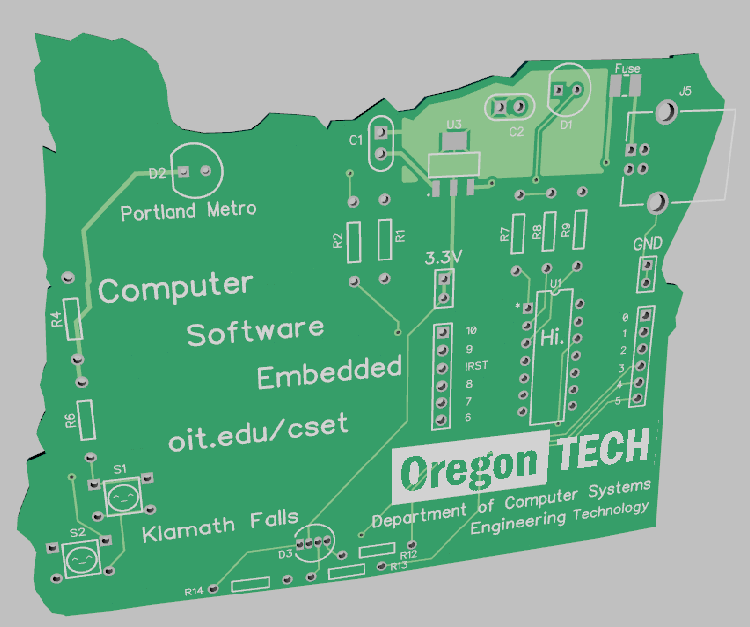 Fuse
J5
U3
C2
D1
C1
D2
Portland Metro
R2
R1
R7
R8
R9
GND
3.3V
U1
*
R4
Computer
Software
Embedded
oit.edu/cset
10
9
!RST
8
7
6
Hi.
0
1
2
3
4
5
R6
S1
S2
Oregon TECH
Department of Computer Systems
Engineering Technology
Klamath Falls
D3
R12
R13
R14